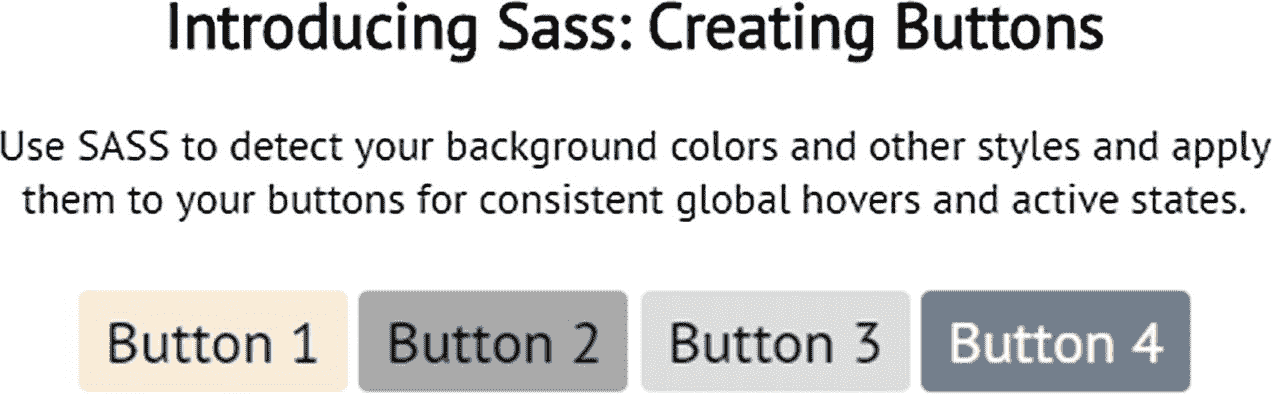 Introducing Sass: Creating Buttons
Use SASS to detect your background colors and other styles and apply
them to your buttons for consistent global hovers and active states.
Button 1 Button 2 Button 3 Button 4